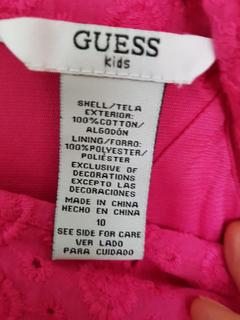 GUESS
kids
SHELL/TELA
EXTERIOR:
100%COTTON/
ALGODÓN
LINING/FORRO:
100%POLYESTER/
POLIÉSTER
EXCLUSIVE OF
DECORATIONS
EXCEPTO LAS
DECORACIONES
MADE IN CHINA
HECHO EN CHINA
10
SEE SIDE FOR CARE
VER LADO
PARA CUIDADO